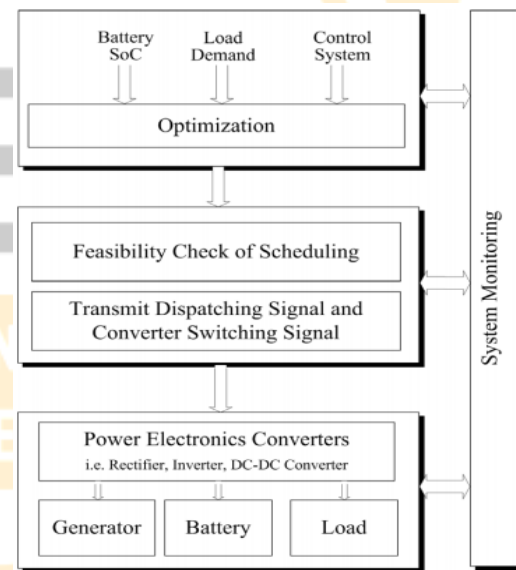 Battery
SoC
Load
Demand
Control
System
Optimization
Feasibility Check of Scheduling
Transmit Dispatching Signal and
Converter Switching Signal
Power Electronics Converters
i.e. Rectifier, Inverter, DC-DC Converter
Generator
Battery
Load
System Monitoring